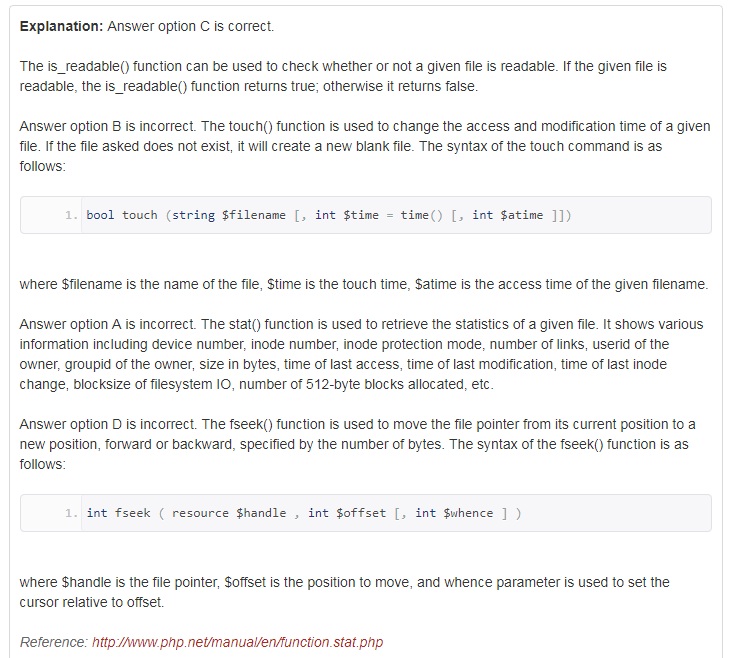 Explanation: Answer option C is correct.
The is_readable() function can be used to check whether or not a given file is readable. If the given file is
readable, the is_readable() function returns true; otherwise it returns false.
Answer option B is incorrect. The touch() function is used to change the access and modification time of a given
file. If the file asked does not exist, it will create a new blank file. The syntax of the touch command is as
follows:
1. bool touch (string $filename [, int $time = time() [, int $atime ]])
where $filename is the name of the file, $time is the touch time, $atime is the access time of the given filename.
Answer option A is incorrect. The stat() function is used to retrieve the statistics of a given file. It shows various
information including device number, inode number, inode protection mode, number of links, userid of the
owner, groupid of the owner, size in bytes, time of last access, time of last modification, time of last inode
change, blocksize of filesystem IO, number of 512-byte blocks allocated, etc.
Answer option D is incorrect. The fseek() function is used to move the file pointer from its current position to a
new position, forward or backward, specified by the number of bytes. The syntax of the fseek() function is as
follows:
1. int fseek ( resource $handle , int $offset [, int $whence ] )
where $handle is the file pointer, $offset is the position to move, and whence parameter is used to set the
cursor relative to offset.
Reference: http://www.php.net/manual/en/function.stat.php